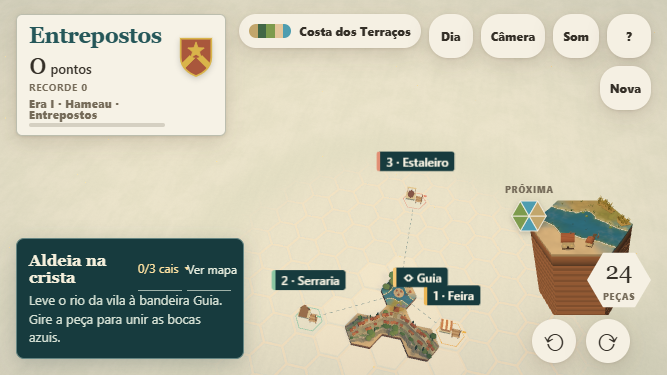 Entrepostos
0 pontos
RECORDE 0
Era I · Hameau ·
Entrepostos
Costa dos Terraços
Dia
Câmera
Som
?
Nova
3 · Estaleiro
PRÓXIMA
24
PEÇAS
Guia
1 · Feira
2 · Serraria
Aldeia na
crista
0/3 cais
Ver mapa
Leve o rio da vila à bandeira Guia.
Gire a peça para unir as bocas
azuis.